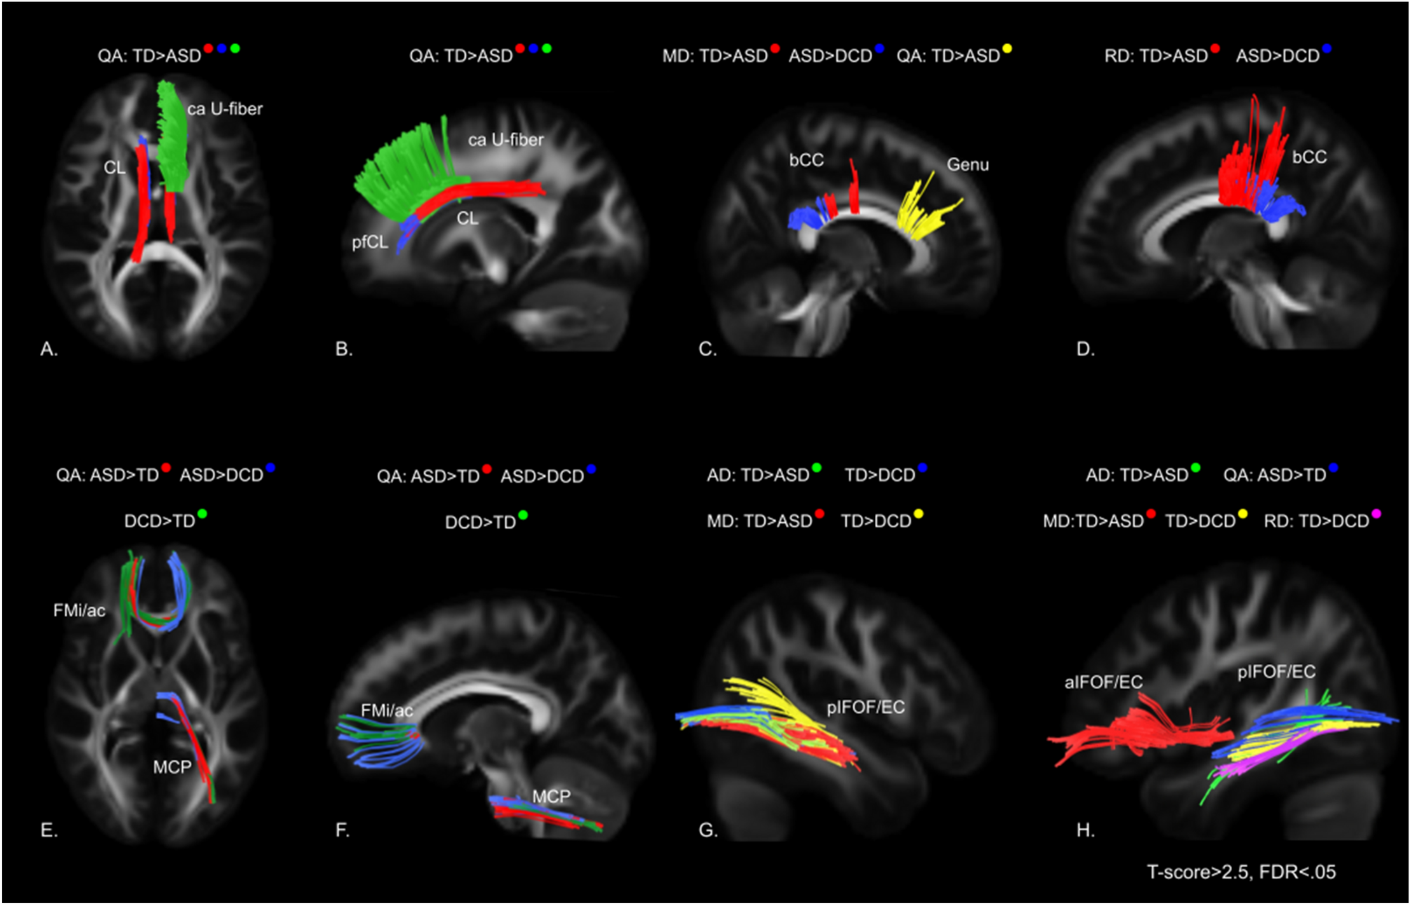 QA: TD>ASD
ca U-fiber
CL
A.
QA: TD>ASD
ca U-fiber
CL
pfCL
B.
MD: TD>ASD ASD>DCD QA: TD>ASD
bCC
Genu
C.
RD: TD>ASD ASD>DCD
bCC
D.
QA: ASD>TD ASD>DCD
DCD>TD
FMi/ac
MCP
E.
QA: ASD>TD ASD>DCD
DCD>TD
FMi/ac
MCP
F.
AD: TD>ASD TD>DCD
MD: TD>ASD TD>DCD
pIFOF/EC
G.
AD: TD>ASD QA: ASD>TD
MD:TD>ASD TD>DCD RD: TD>DCD
aIFOF/EC
pIFOF/EC
H.
T-score>2.5, FDR<.05